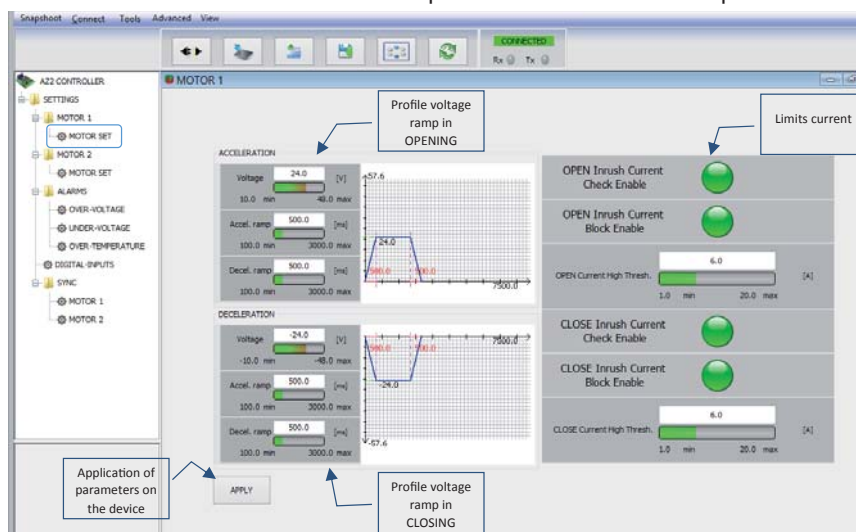 Snapshoot Connect Tools Advanced View
CONNECTED
Rx Tx
AZ2 CONTROLLER
SETTINGS
MOTOR 1
MOTOR SET
MOTOR 2
MOTOR SET
ALARMS
OVER-VOLTAGE
UNDER-VOLTAGE
OVER-TEMPERATURE
DIGITAL-INPUTS
SYNC
MOTOR 1
MOTOR 2
MOTOR 1
Profile voltage
ramp in
OPENING
Limits current
ACCELERATION
Voltage 24.0 [V]
10.0 min 48.0 max
Accel. ramp 500.0 [ms]
100.0 min 3000.0 max
Decel. ramp 500.0 [ms]
100.0 min 3000.0 max
57.6
24.0
500.0 500.0
7500.0
DECELERATION
Voltage -24.0 [V]
-10.0 min -48.0 max
Accel. ramp 500.0 [ms]
100.0 min 3000.0 max
Decel. ramp 500.0 [ms]
100.0 min 3000.0 max
7500.0
500.0 500.0
-24.0
-57.6
OPEN Inrush Current
Check Enable
OPEN Inrush Current
Block Enable
6.0
OPEN Current High Thresh. [A]
1.0 min 20.0 max
CLOSE Inrush Current
Check Enable
CLOSE Inrush Current
Block Enable
6.0
CLOSE Current High Thresh. [A]
1.0 min 20.0 max
Application of
parameters on
the device
APPLY
Profile voltage
ramp in
CLOSING